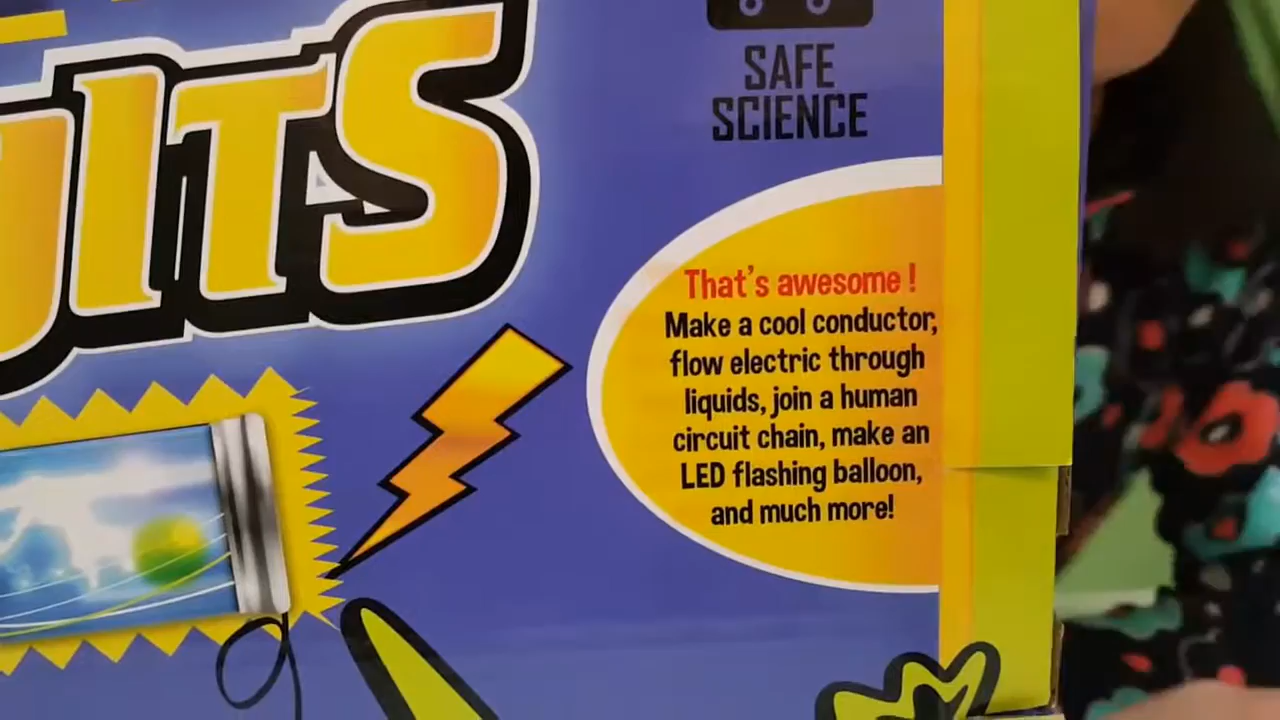 UITS
SAFE
SCIENCE
That's awesome !
Make a cool conductor,
flow electric through
liquids, join a human
circuit chain, make an
LED flashing balloon,
and much more!